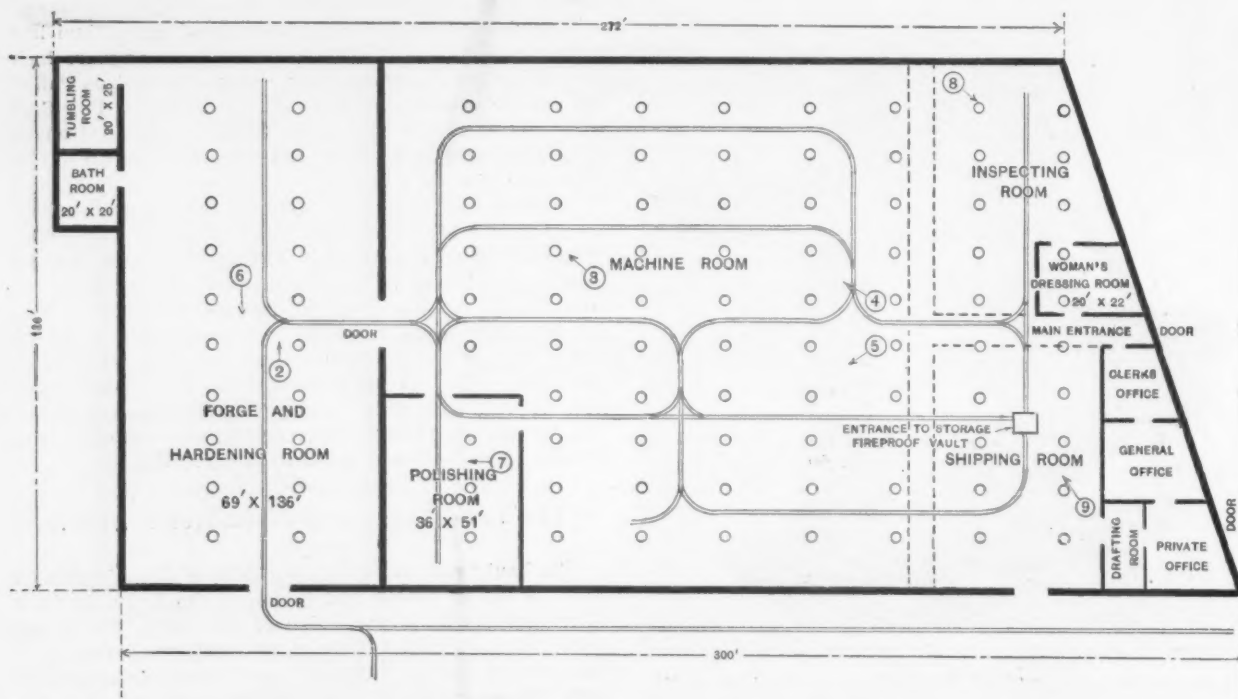 272'
TUMBLING
ROOM
20' X 25'
BATH
ROOM
20' X 20'
136'
8
INSPECTING
ROOM
6
3
MACHINE ROOM
4
WOMAN'S
DRESSING ROOM
20' X 22'
DOOR
MAIN ENTRANCE
DOOR
2
5
CLERKS
OFFICE
FORGE AND
HARDENING ROOM
69' X 136'
7
POLISHING
ROOM
36' X 51'
ENTRANCE TO STORAGE
FIREPROOF VAULT
SHIPPING ROOM
9
GENERAL
OFFICE
DRAFTING
ROOM
PRIVATE
OFFICE
DOOR
DOOR
300'